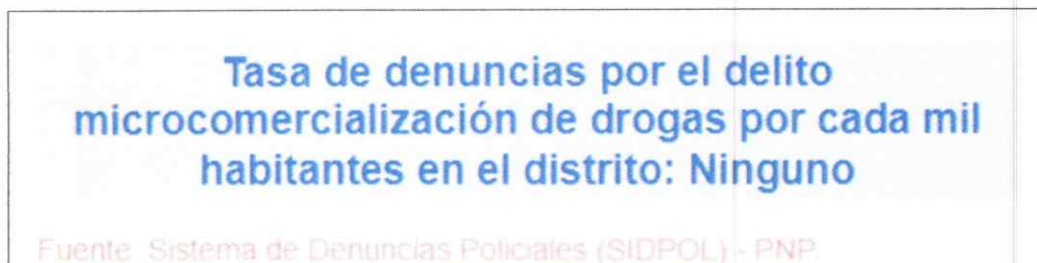 Tasa de denuncias por el delito
microcomercialización de drogas por cada mil
habitantes en el distrito: Ninguno
Fuente: Sistema de Denuncias Policiales (SIDPOL) - PNP.